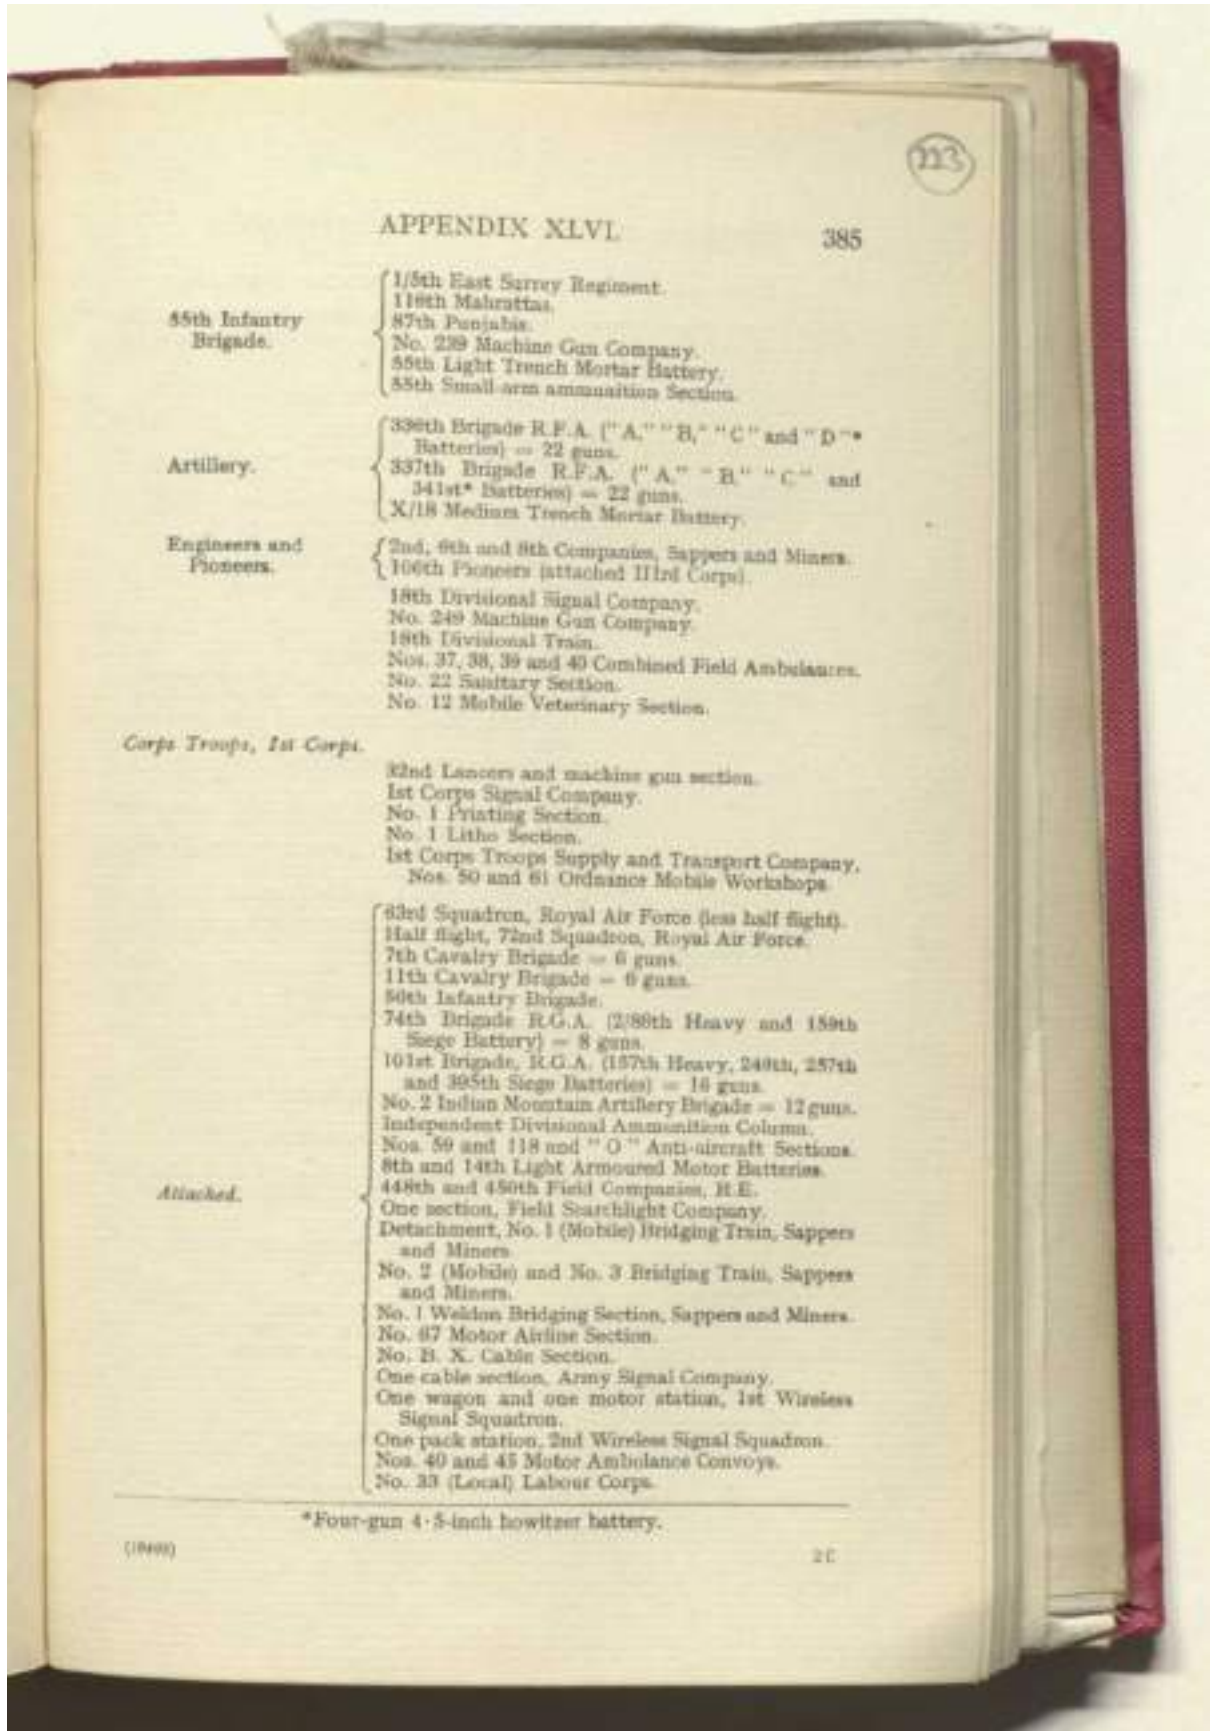 223
APPENDIX XLVI.
385
55th Infantry
Brigade.
1/5th East Surrey Regiment.
116th Mahrattas.
87th Punjabis.
No. 239 Machine Gun Company.
55th Light Trench Mortar Battery.
55th Small-arm ammunition Section.
Artillery.
336th Brigade R.F.A. ("A," "B," "C" and "D"*
Batteries) = 22 guns.
337th Brigade R.F.A. ("A," "B," "C" and
341st* Batteries) = 22 guns.
X/18 Medium Trench Mortar Battery.
Engineers and
Pioneers.
2nd, 6th and 8th Companies, Sappers and Miners.
106th Pioneers (attached IIIrd Corps).
18th Divisional Signal Company.
No. 249 Machine Gun Company.
18th Divisional Train.
Nos. 37, 38, 39 and 40 Combined Field Ambulances.
No. 22 Sanitary Section.
No. 12 Mobile Veterinary Section.
Corps Troops, Ist Corps.
32nd Lancers and machine gun section.
Ist Corps Signal Company.
No. 1 Printing Section.
No. 1 Litho Section.
Ist Corps Troops Supply and Transport Company,
Nos. 50 and 61 Ordnance Mobile Workshops.
Attached.
63rd Squadron, Royal Air Force (less half flight).
Half flight, 72nd Squadron, Royal Air Force.
7th Cavalry Brigade = 6 guns.
11th Cavalry Brigade = 6 guns.
Infantry Brigade.
74th Brigade R.G.A. (2/86th Heavy and 159th
Siege Battery) = 8 guns.
101st Brigade, R.G.A. (157th Heavy, 246th, 257th
and 395th Siege Batteries) = 16 guns.
No. 2 Indian Mountain Artillery Brigade = 12 guns.
Independent Divisional Ammunition Column.
Nos. 59 and 118 and "O" Anti-aircraft Sections.
8th and 14th Light Armoured Motor Batteries.
448th and 450th Field Companies, R.E.
One section, Field Searchlight Company.
Detachment, No. 1 (Mobile) Bridging Train, Sappers
and Miners.
No. 2 (Mobile) and No. 3 Bridging Train, Sappers
and Miners.
No. 1 Weldon Bridging Section, Sappers and Miners.
No. 67 Motor Airline Section.
No. B. X. Cable Section.
One cable section, Army Signal Company.
One wagon and one motor station, 1st Wireless
Signal Squadron.
One pack station, 2nd Wireless Signal Squadron.
Nos. 40 and 45 Motor Ambulance Convoys.
No. 33 (Local) Labour Corps.
*Four-gun 4·5-inch howitzer battery.
2 C